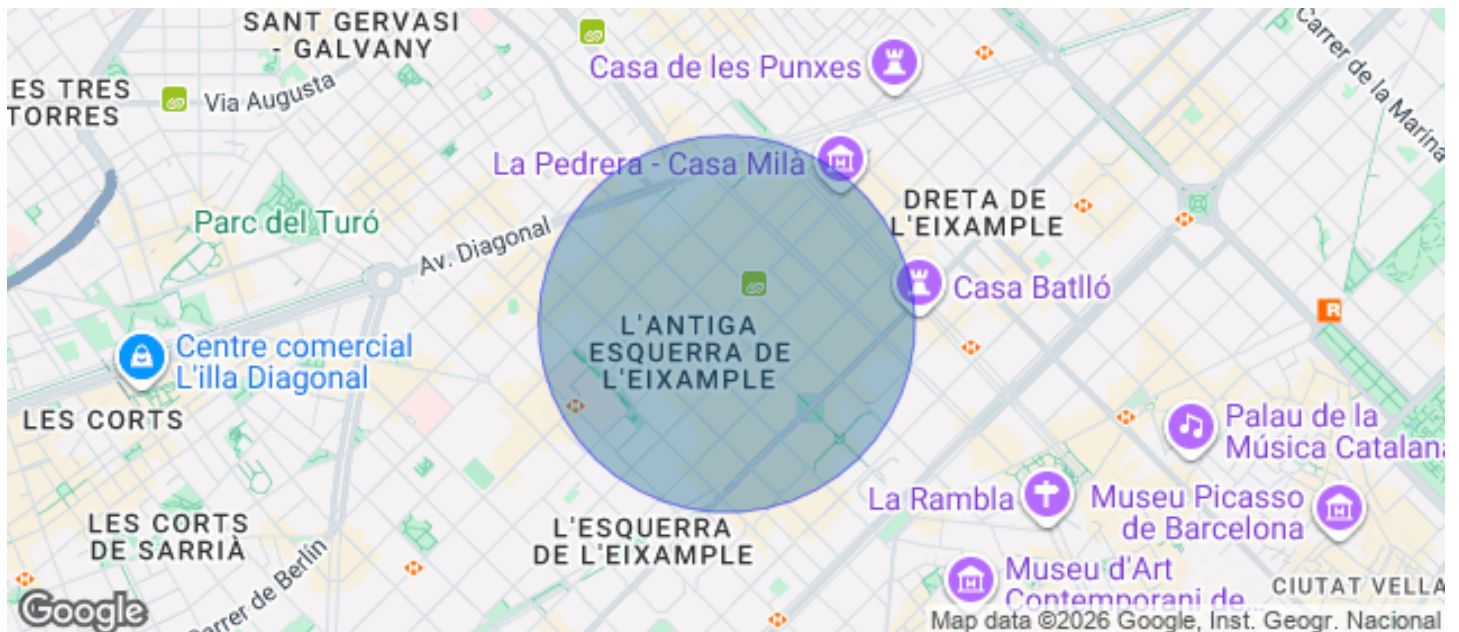 SANT GERVASI
- GALVANY
Casa de les Punxes
Carrer de la Marina
ES TRES
TORRES
Via Augusta
La Pedrera - Casa Milà
DRETA DE
L'EIXAMPLE
Parc del Turó
Av. Diagonal
Casa Batlló
L'ANTIGA
ESQUERRA DE
L'EIXAMPLE
Centre comercial
L'illa Diagonal
LES CORTS
Palau de la
Música Catalana
La Rambla
Museu Picasso
de Barcelona
LES CORTS
DE SARRIÀ
L'ESQUERRA
DE L'EIXAMPLE
Carrer de Berlín
Museu d'Art
Contemporani de...
CIUTAT VELLA
Google
Map data ©2026 Google, Inst. Geogr. Nacional